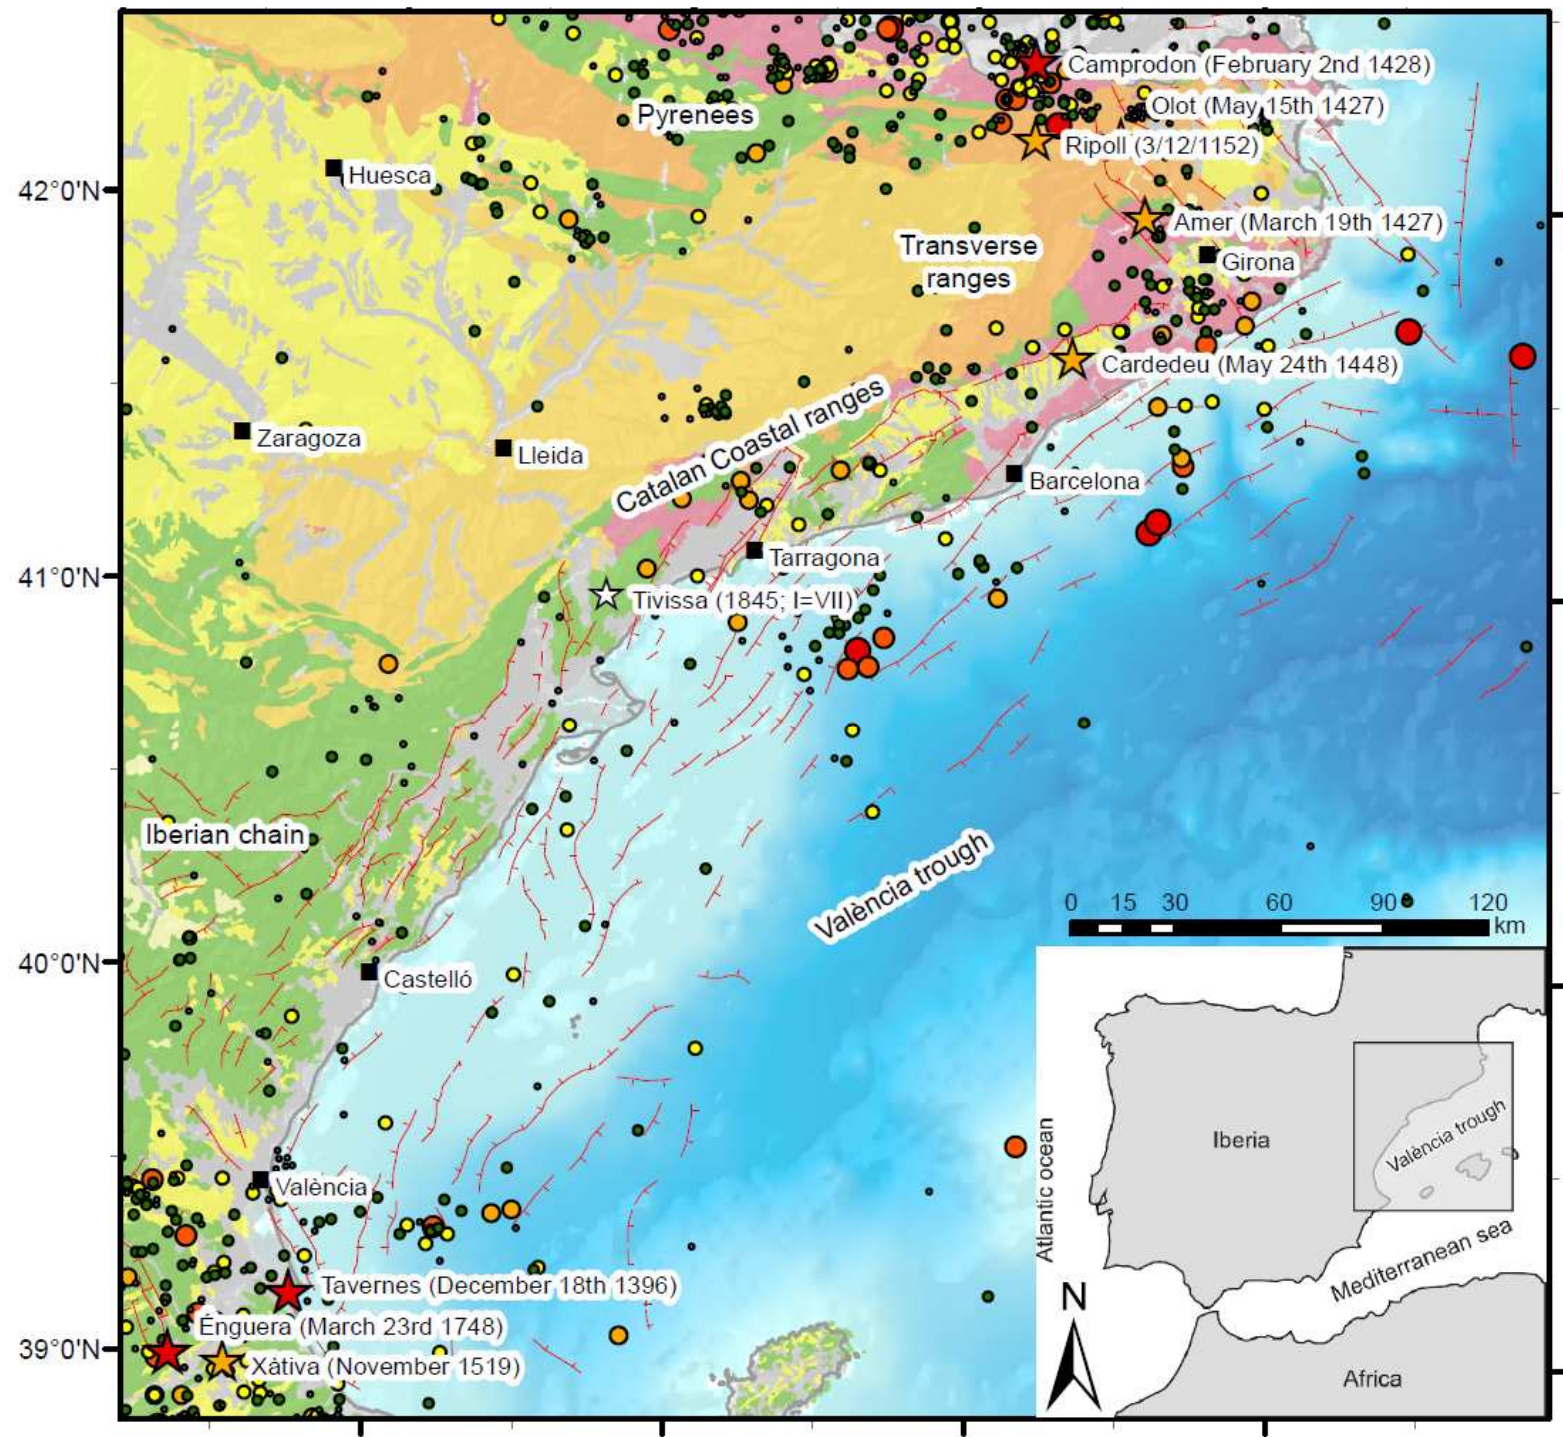 Camprodon (February 2nd 1428)
Olot (May 15th 1427)
Pyrenees
Ripoll (3/12/1152)
Huesca
42°0'N
Amer (March 19th 1427)
Transverse
ranges
Girona
Cardedeu (May 24th 1448)
Catalan Coastal ranges
Zaragoza
Lleida
Barcelona
Tarragona
41°0'N
Tivissa (1845; I=VII)
Iberian chain
València trough
0 15 30 60 90 120
km
40°0'N
Castelló
València
Tavernes (December 18th 1396)
Énguera (March 23rd 1748)
39°0'N
Xàtiva (November 1519)
Iberia
València trough
Atlantic ocean
Mediterranean sea
N
Africa